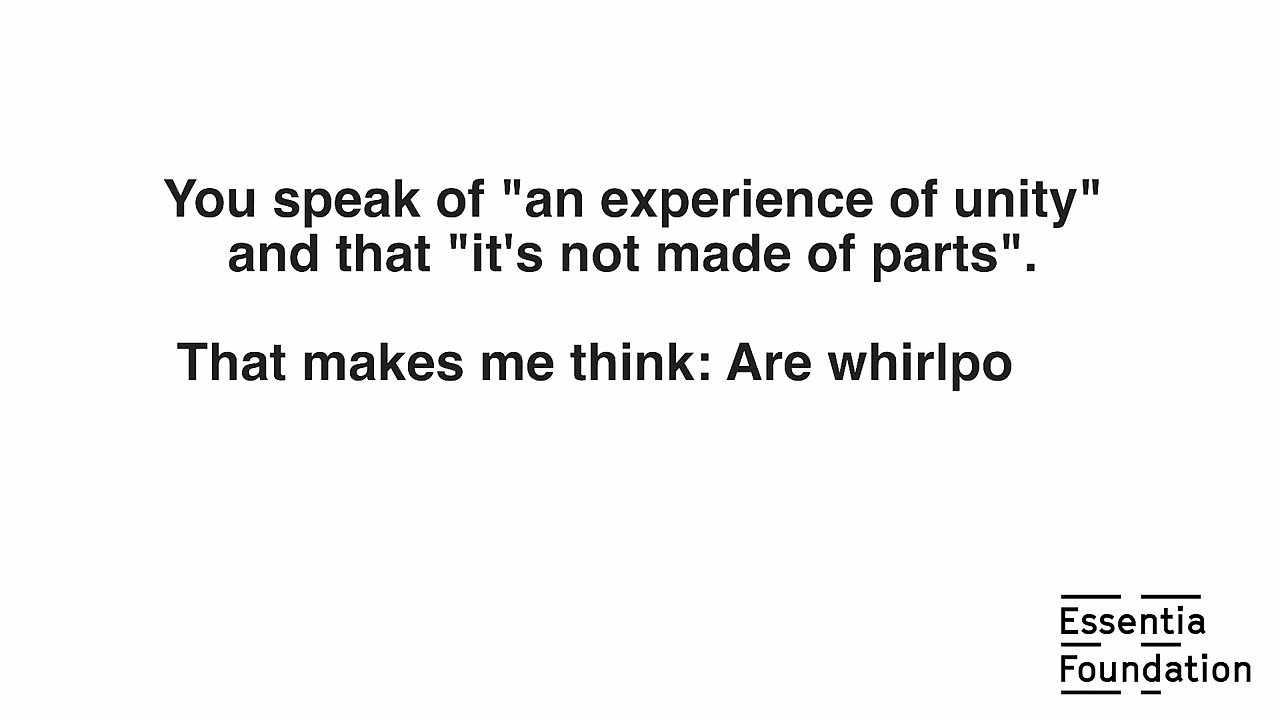 You speak of "an experience of unity"
and that "it's not made of parts".
That makes me think: Are whirlpo
Essentia
Foundation